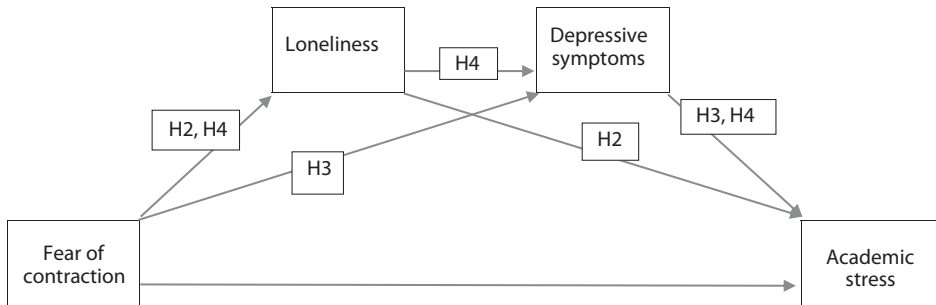 Loneliness
Depressive
symptoms
H4
H2, H4
H3, H4
H2
H3
Fear of
contraction
Academic
stress